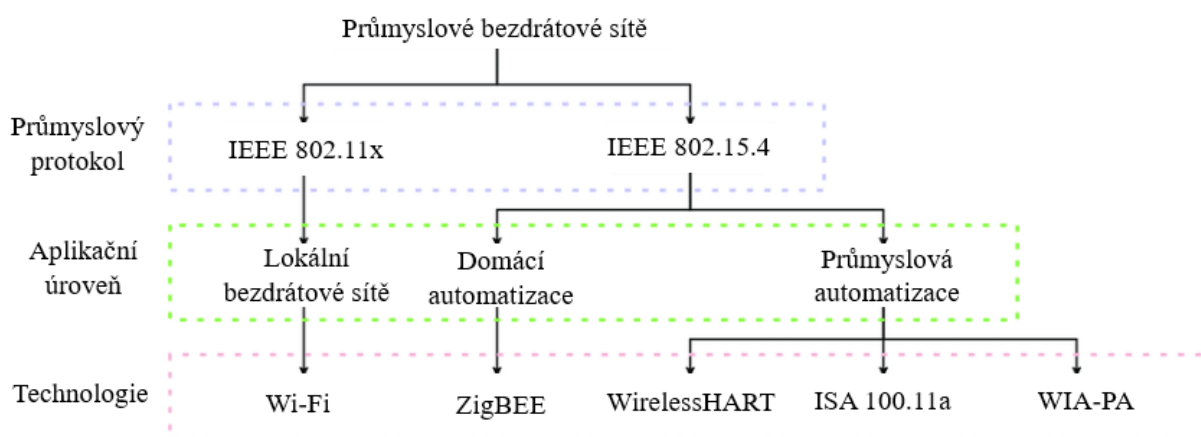 Průmyslové bezdrátové sítě
Průmyslový
protokol
IEEE 802.11x
IEEE 802.15.4
Aplikační
úroveň
Lokální
bezdrátové sítě
Domácí
automatizace
Průmyslová
automatizace
Technologie
Wi-Fi
ZigBEE
WirelessHART
ISA 100.11a
WIA-PA